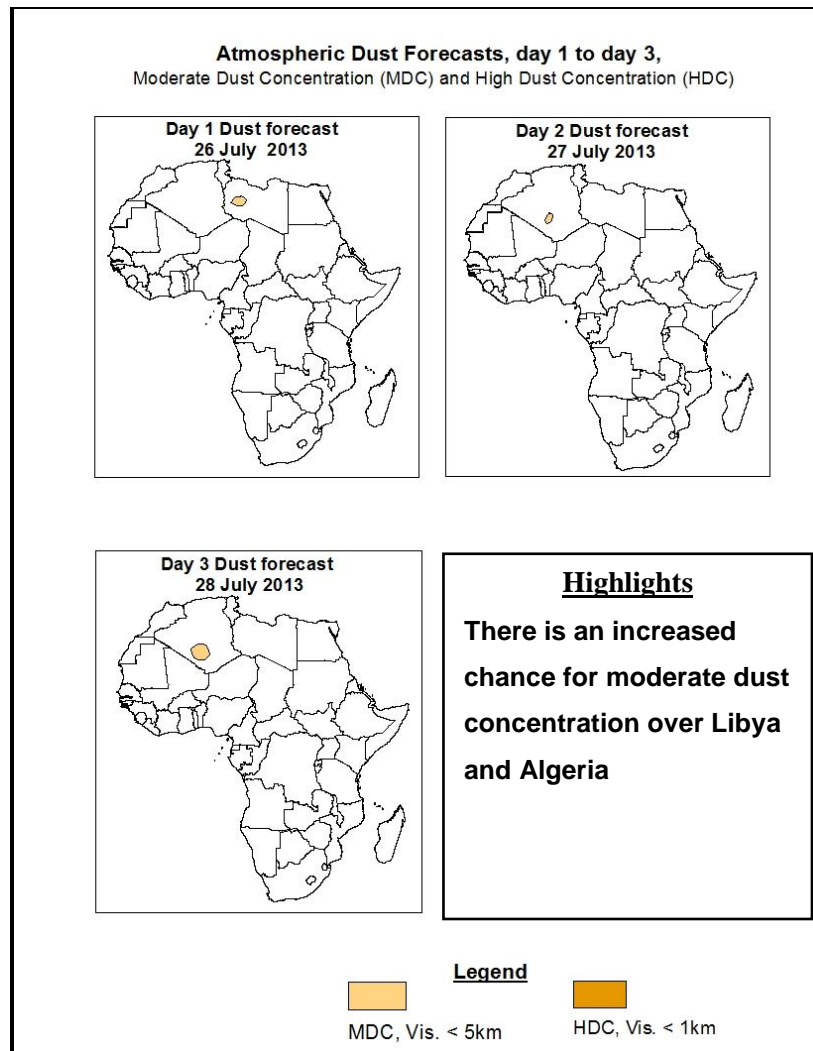 Atmospheric Dust Forecasts, day 1 to day 3,
Moderate Dust Concentration (MDC) and High Dust Concentration (HDC)
Day 1 Dust forecast
26 July 2013
Day 2 Dust forecast
27 July 2013
Day 3 Dust forecast
28 July 2013
Highlights
There is an increased
chance for moderate dust
concentration over Libya
and Algeria
Legend
MDC, Vis. < 5km
HDC, Vis. < 1km